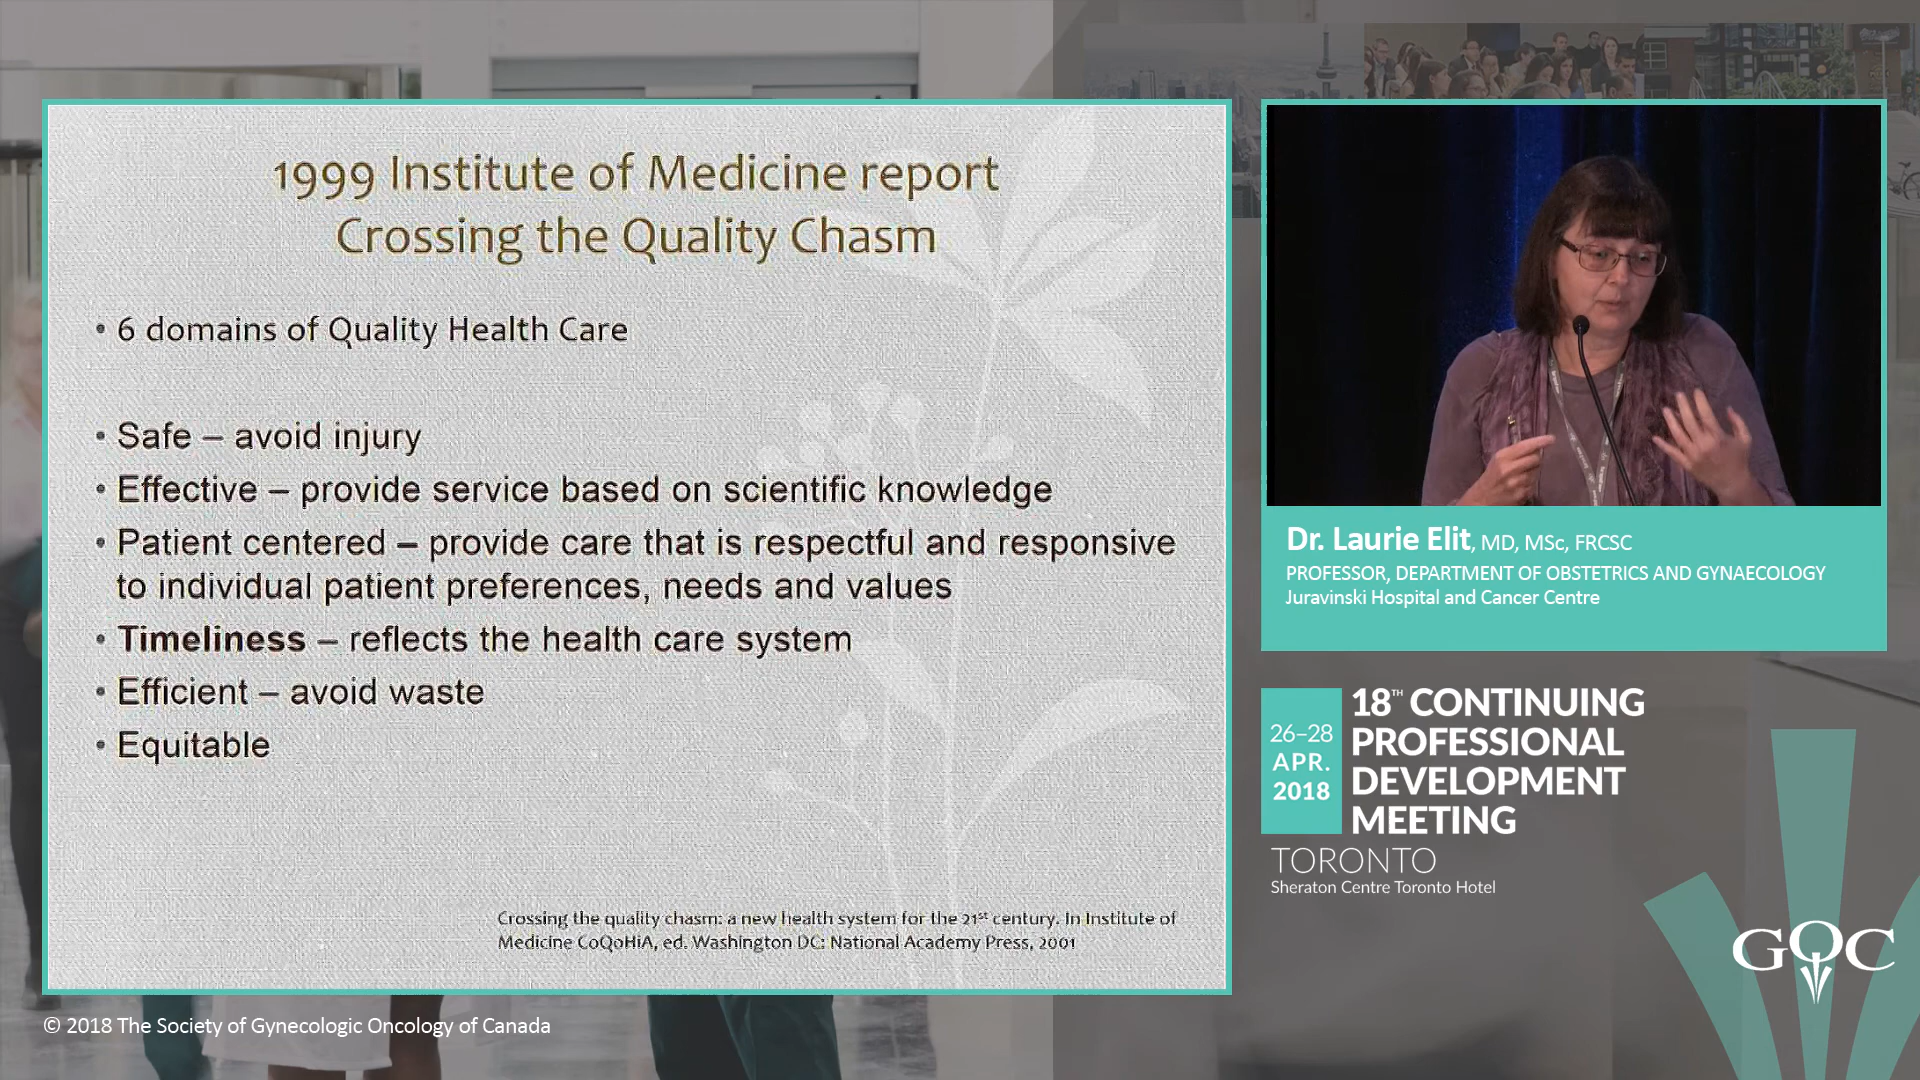 1999 Institute of Medicine report
Crossing the Quality Chasm
• 6 domains of Quality Health Care
• Safe – avoid injury
• Effective – provide service based on scientific knowledge
• Patient centered – provide care that is respectful and responsive
to individual patient preferences, needs and values
• Timeliness – reflects the health care system
• Efficient – avoid waste
• Equitable
Crossing the quality chasm: a new health system for the 21st century. In Institute of
Medicine CoQoHiA, ed. Washington DC: National Academy Press, 2001
© 2018 The Society of Gynecologic Oncology of Canada
Dr. Laurie Elit, MD, MSc, FRCSC
PROFESSOR, DEPARTMENT OF OBSTETRICS AND GYNAECOLOGY
Juravinski Hospital and Cancer Centre
26–28
APR.
2018
18TH CONTINUING
PROFESSIONAL
DEVELOPMENT
MEETING
TORONTO
Sheraton Centre Toronto Hotel
GOC